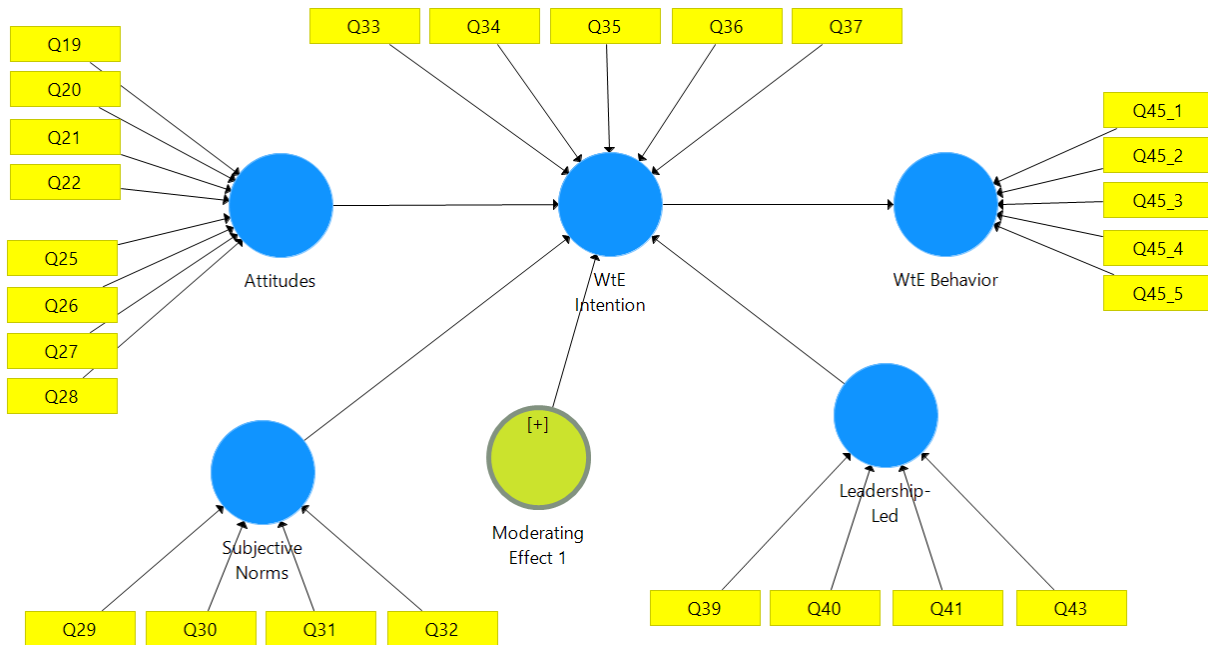 Q33
Q34
Q35
Q36
Q37
Q19
Q20
Q21
Q22
Q25
Q26
Q27
Q28
Attitudes
WtE
Intention
Q45_1
Q45_2
Q45_3
Q45_4
Q45_5
WtE Behavior
Subjective
Norms
[+]
Moderating
Effect 1
Leadership-
Led
Q29
Q30
Q31
Q32
Q39
Q40
Q41
Q43